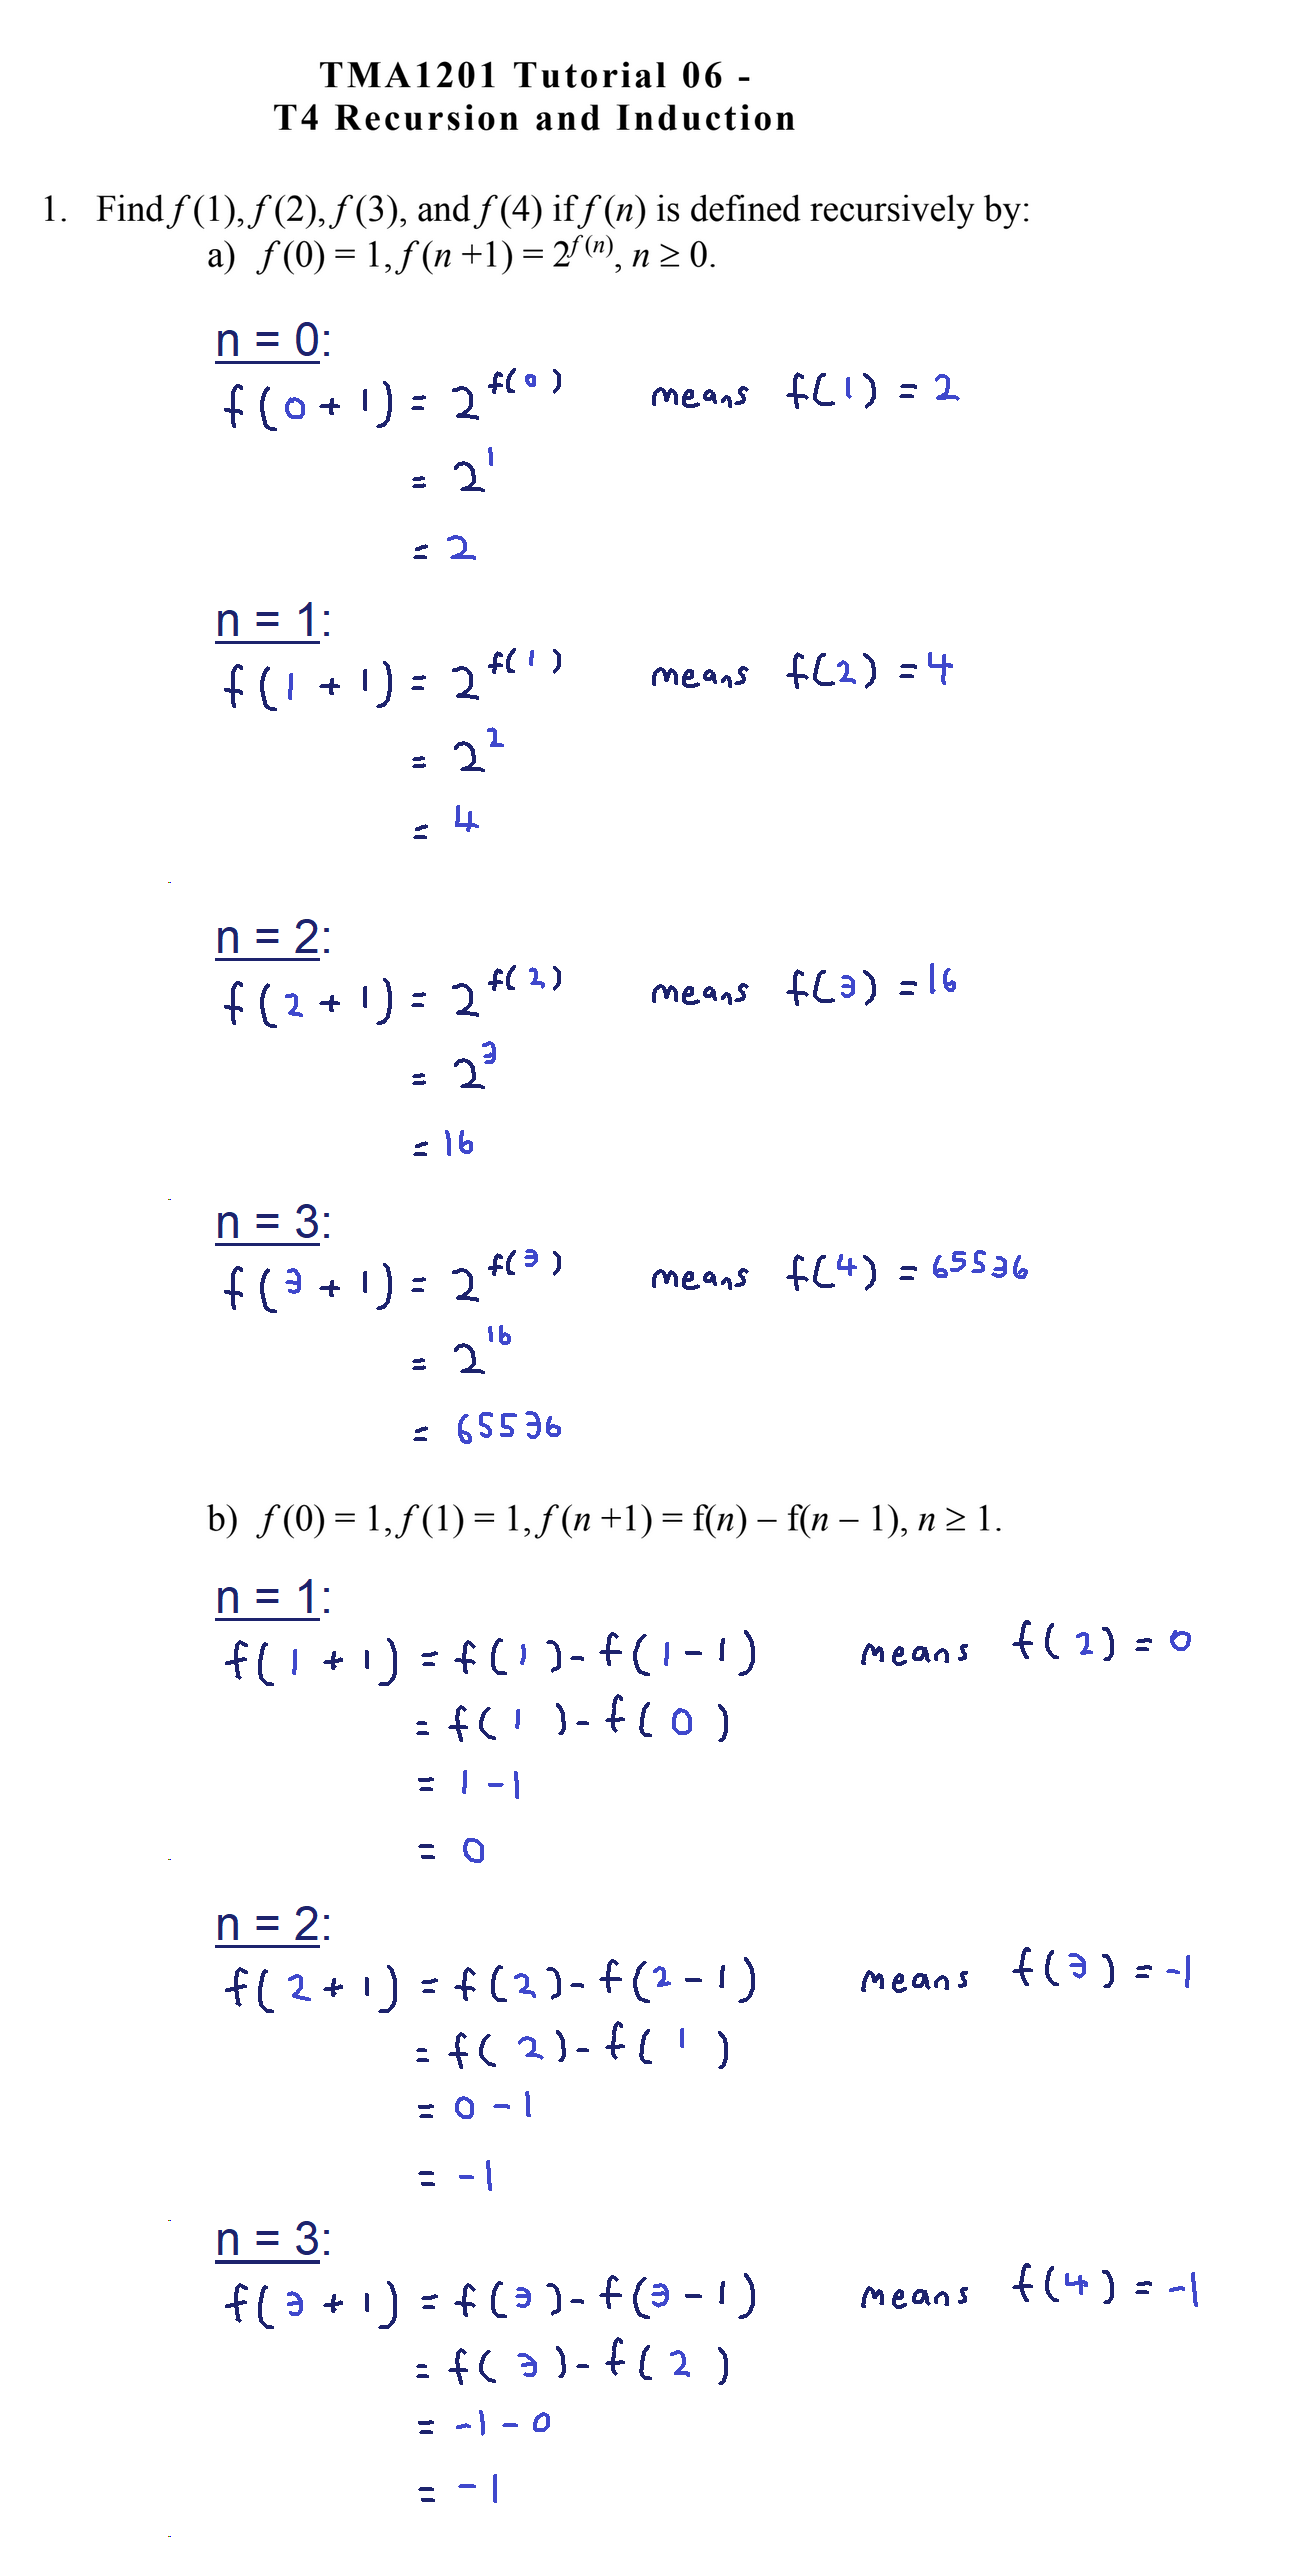 TMA1201 Tutorial 06 -
T4 Recursion and Induction
1. Find f (1), f (2), f (3), and f (4) if f (n) is defined recursively by:
a) f (0) = 1, f (n +1) = 2^f (n), n ≥ 0.
n = 0:
f(0+1) = 2^f(0) means f(1) = 2
= 2^1
= 2
n = 1:
f(1+1) = 2^f(1) means f(2) = 4
= 2^2
= 4
n = 2:
f(2+1) = 2^f(2) means f(3) = 16
= 2^3
= 16
n = 3:
f(3+1) = 2^f(3) means f(4) = 65536
= 2^16
= 65536
b) f (0) = 1, f (1) = 1, f (n +1) = f(n) – f(n – 1), n ≥ 1.
n = 1:
f(1+1) = f(1)-f(1-1) means f(2) = 0
= f(1)-f(0)
= 1-1
= 0
n = 2:
f(2+1) = f(2)-f(2-1) means f(3) = -1
= f(2)-f(1)
= 0-1
= -1
n = 3:
f(3+1) = f(3)-f(3-1) means f(4) = -1
= f(3)-f(2)
= -1-0
= -1